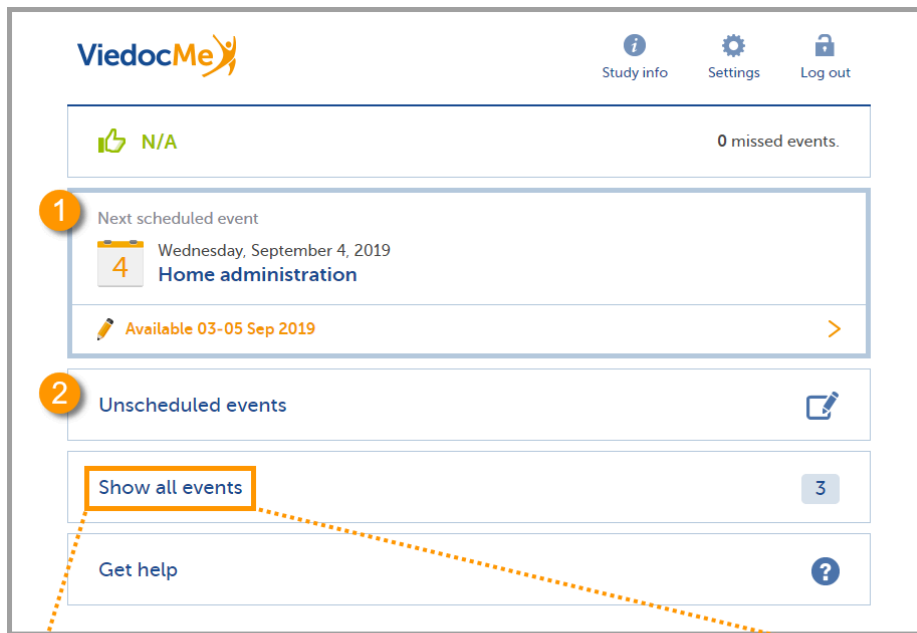 ViedocMe
Study info
Settings
Log out
N/A
0 missed events.
1
Next scheduled event
4
Wednesday, September 4, 2019
Home administration
Available 03-05 Sep 2019
2
Unscheduled events
Show all events
3
Get help